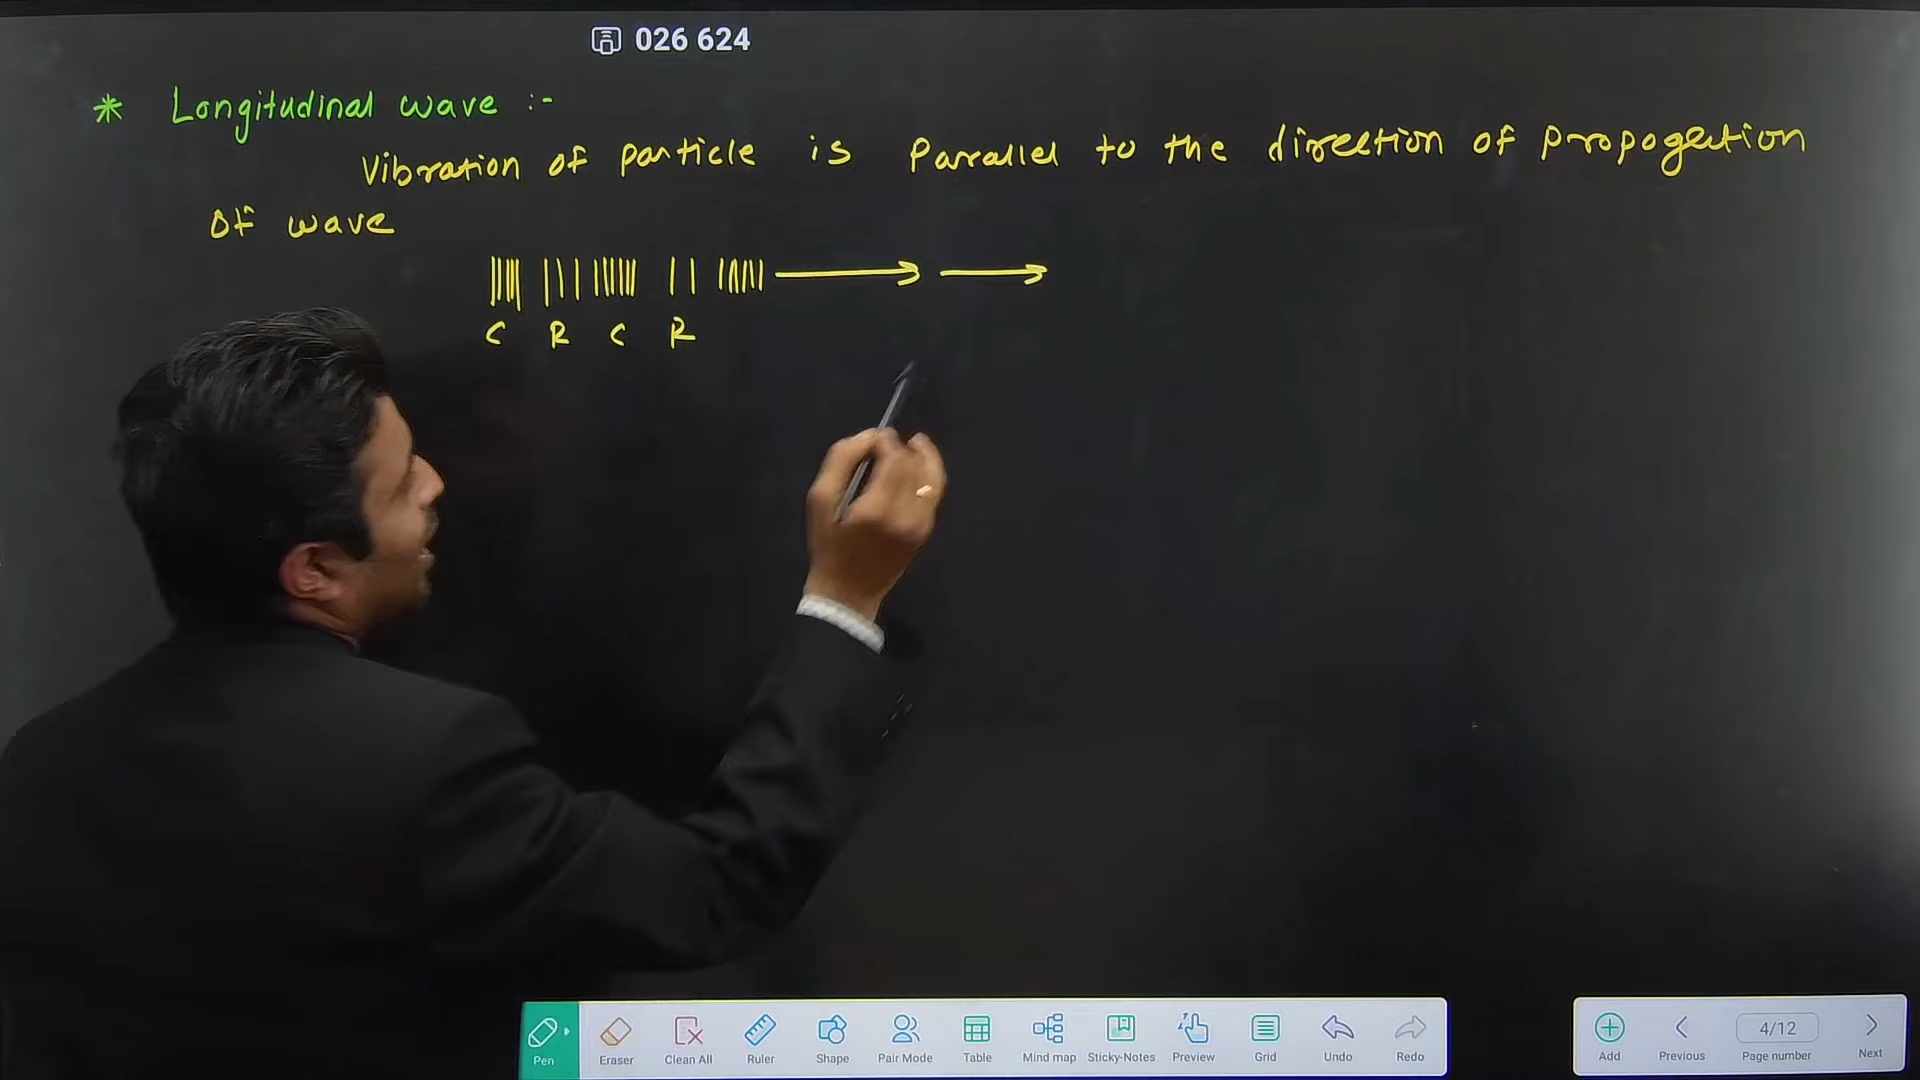 026 624
* Longitudinal wave :-
Vibration of particle is Parallel to the direction of propogation
of wave
C R C R
Pen Eraser Clean All Ruler Shape Pair Mode Table Mind map Sticky-Notes Preview Grid Undo Redo
4/12
Add Previous Page number Next